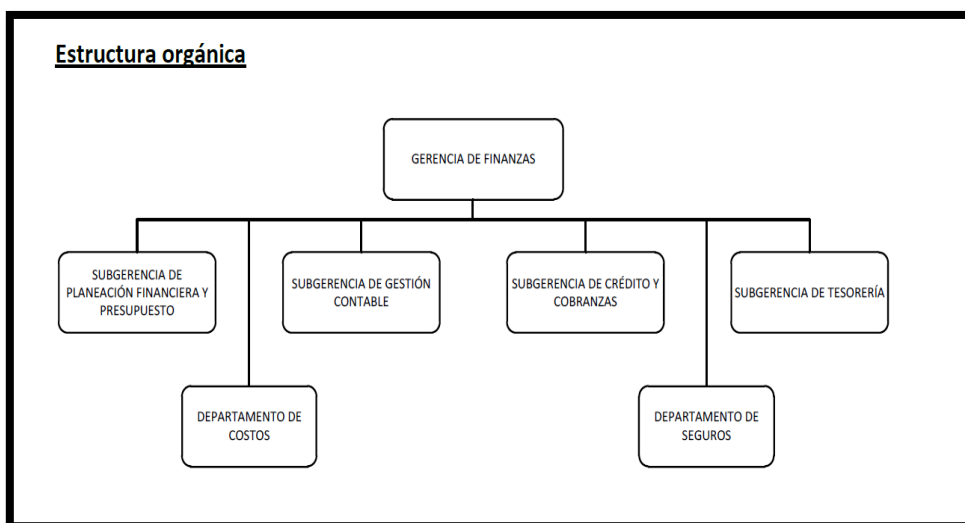 Estructura orgánica
GERENCIA DE FINANZAS
SUBGERENCIA DE
PLANEACIÓN FINANCIERA Y
PRESUPUESTO
SUBGERENCIA DE GESTIÓN
CONTABLE
SUBGERENCIA DE CRÉDITO Y
COBRANZAS
SUBGERENCIA DE TESORERÍA
DEPARTAMENTO DE
COSTOS
DEPARTAMENTO DE
SEGUROS